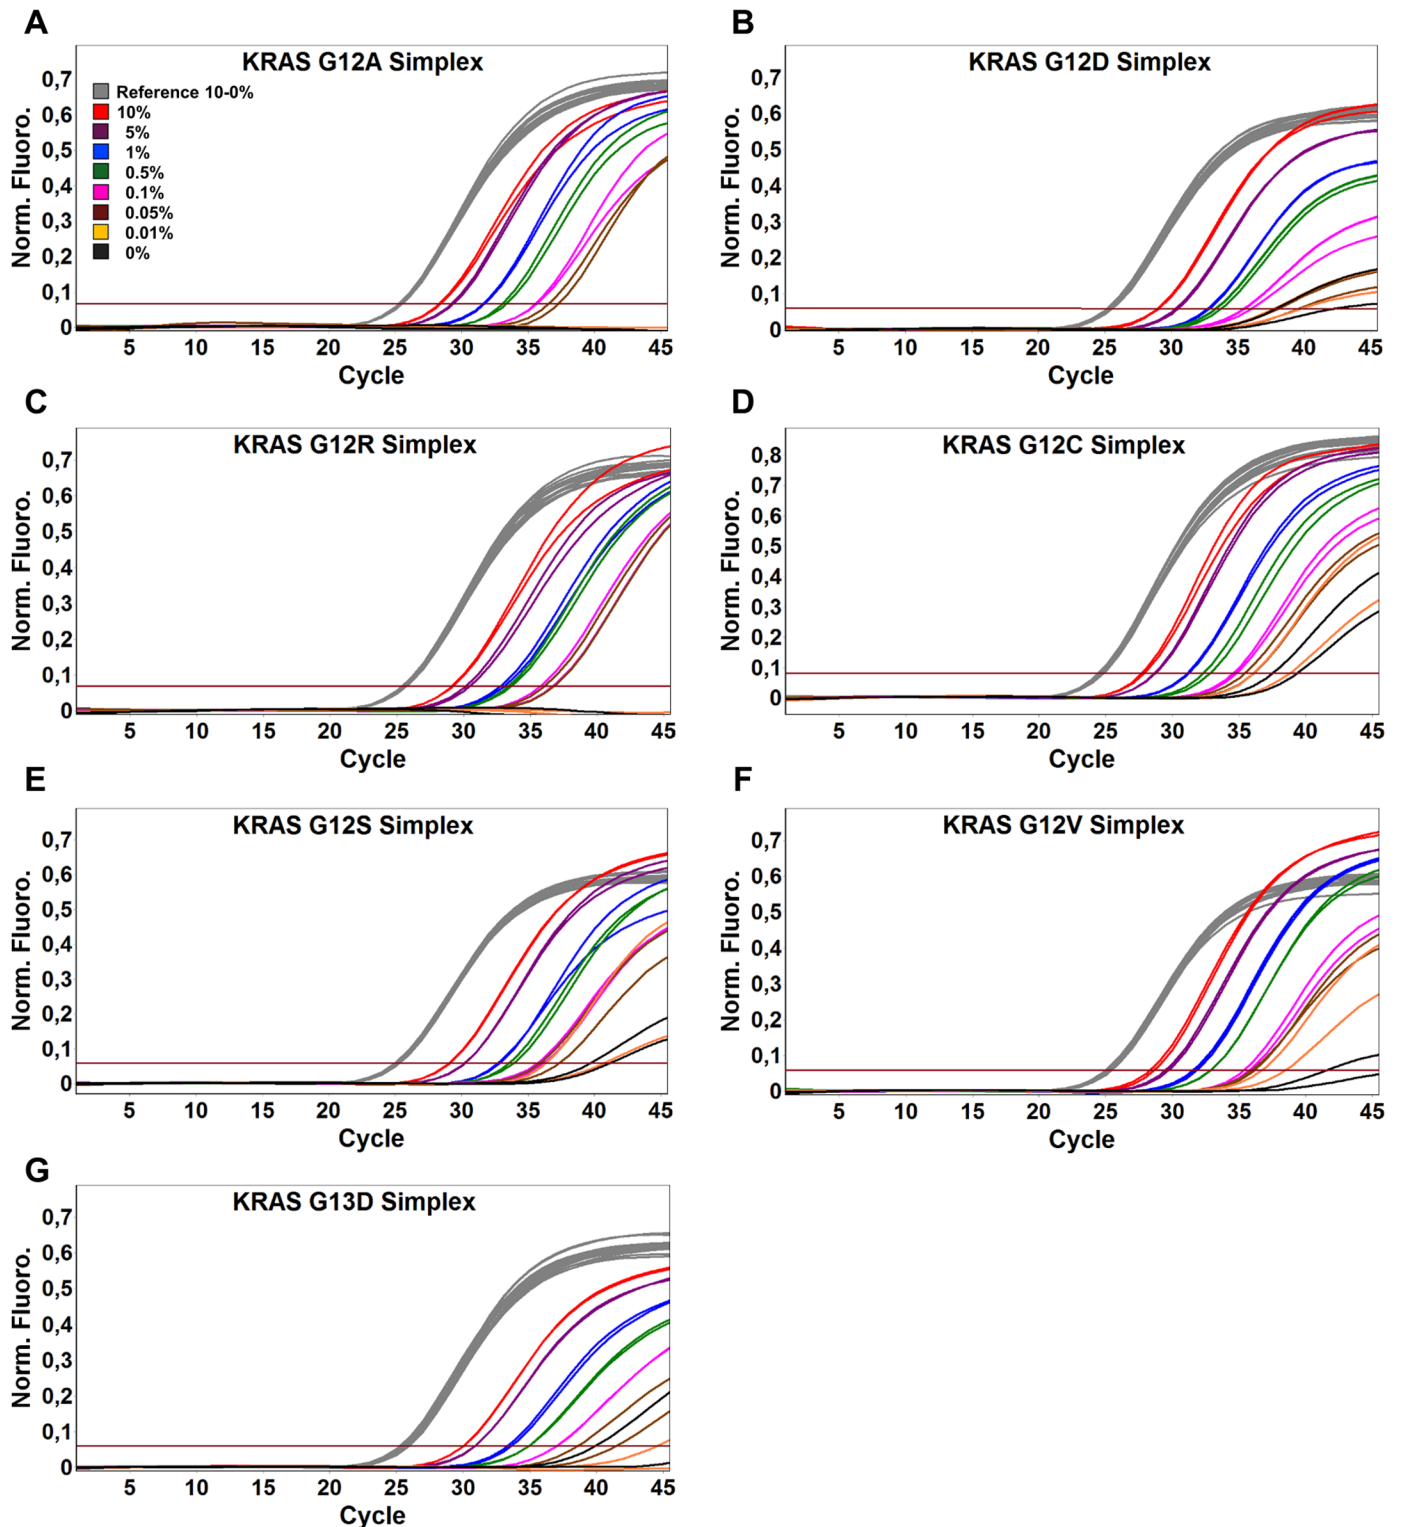 A
KRAS G12A Simplex
Norm. Fluoro.
0,7
0,6
0,5
0,4
0,3
0,2
0,1
0
Reference 10-0%
10%
5%
1%
0.5%
0.1%
0.05%
0.01%
0%
5 10 15 20 25 30 35 40 45
Cycle
B
KRAS G12D Simplex
Norm. Fluoro.
0,7
0,6
0,5
0,4
0,3
0,2
0,1
0
5 10 15 20 25 30 35 40 45
Cycle
C
KRAS G12R Simplex
Norm. Fluoro.
0,7
0,6
0,5
0,4
0,3
0,2
0,1
0
5 10 15 20 25 30 35 40 45
Cycle
D
KRAS G12C Simplex
Norm. Fluoro.
0,8
0,7
0,6
0,5
0,4
0,3
0,2
0,1
0
5 10 15 20 25 30 35 40 45
Cycle
E
KRAS G12S Simplex
Norm. Fluoro.
0,7
0,6
0,5
0,4
0,3
0,2
0,1
0
5 10 15 20 25 30 35 40 45
Cycle
F
KRAS G12V Simplex
Norm. Fluoro.
0,7
0,6
0,5
0,4
0,3
0,2
0,1
0
5 10 15 20 25 30 35 40 45
Cycle
G
KRAS G13D Simplex
Norm. Fluoro.
0,7
0,6
0,5
0,4
0,3
0,2
0,1
0
5 10 15 20 25 30 35 40 45
Cycle